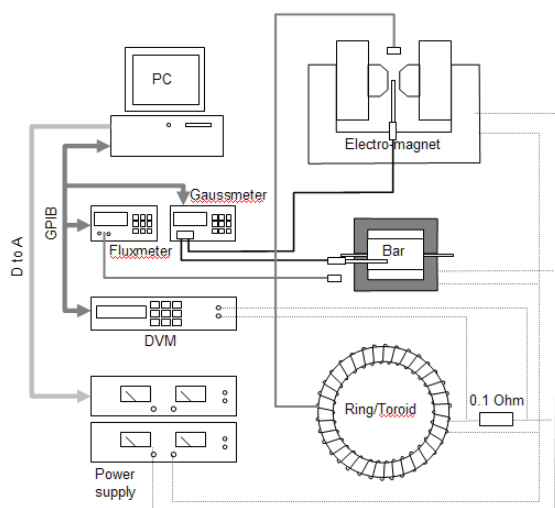 PC
Electro-magnet
D to A
GPIB
Gaussmeter
Fluxmeter
Bar
DVM
Ring/Toroid
0.1 Ohm
Power
supply